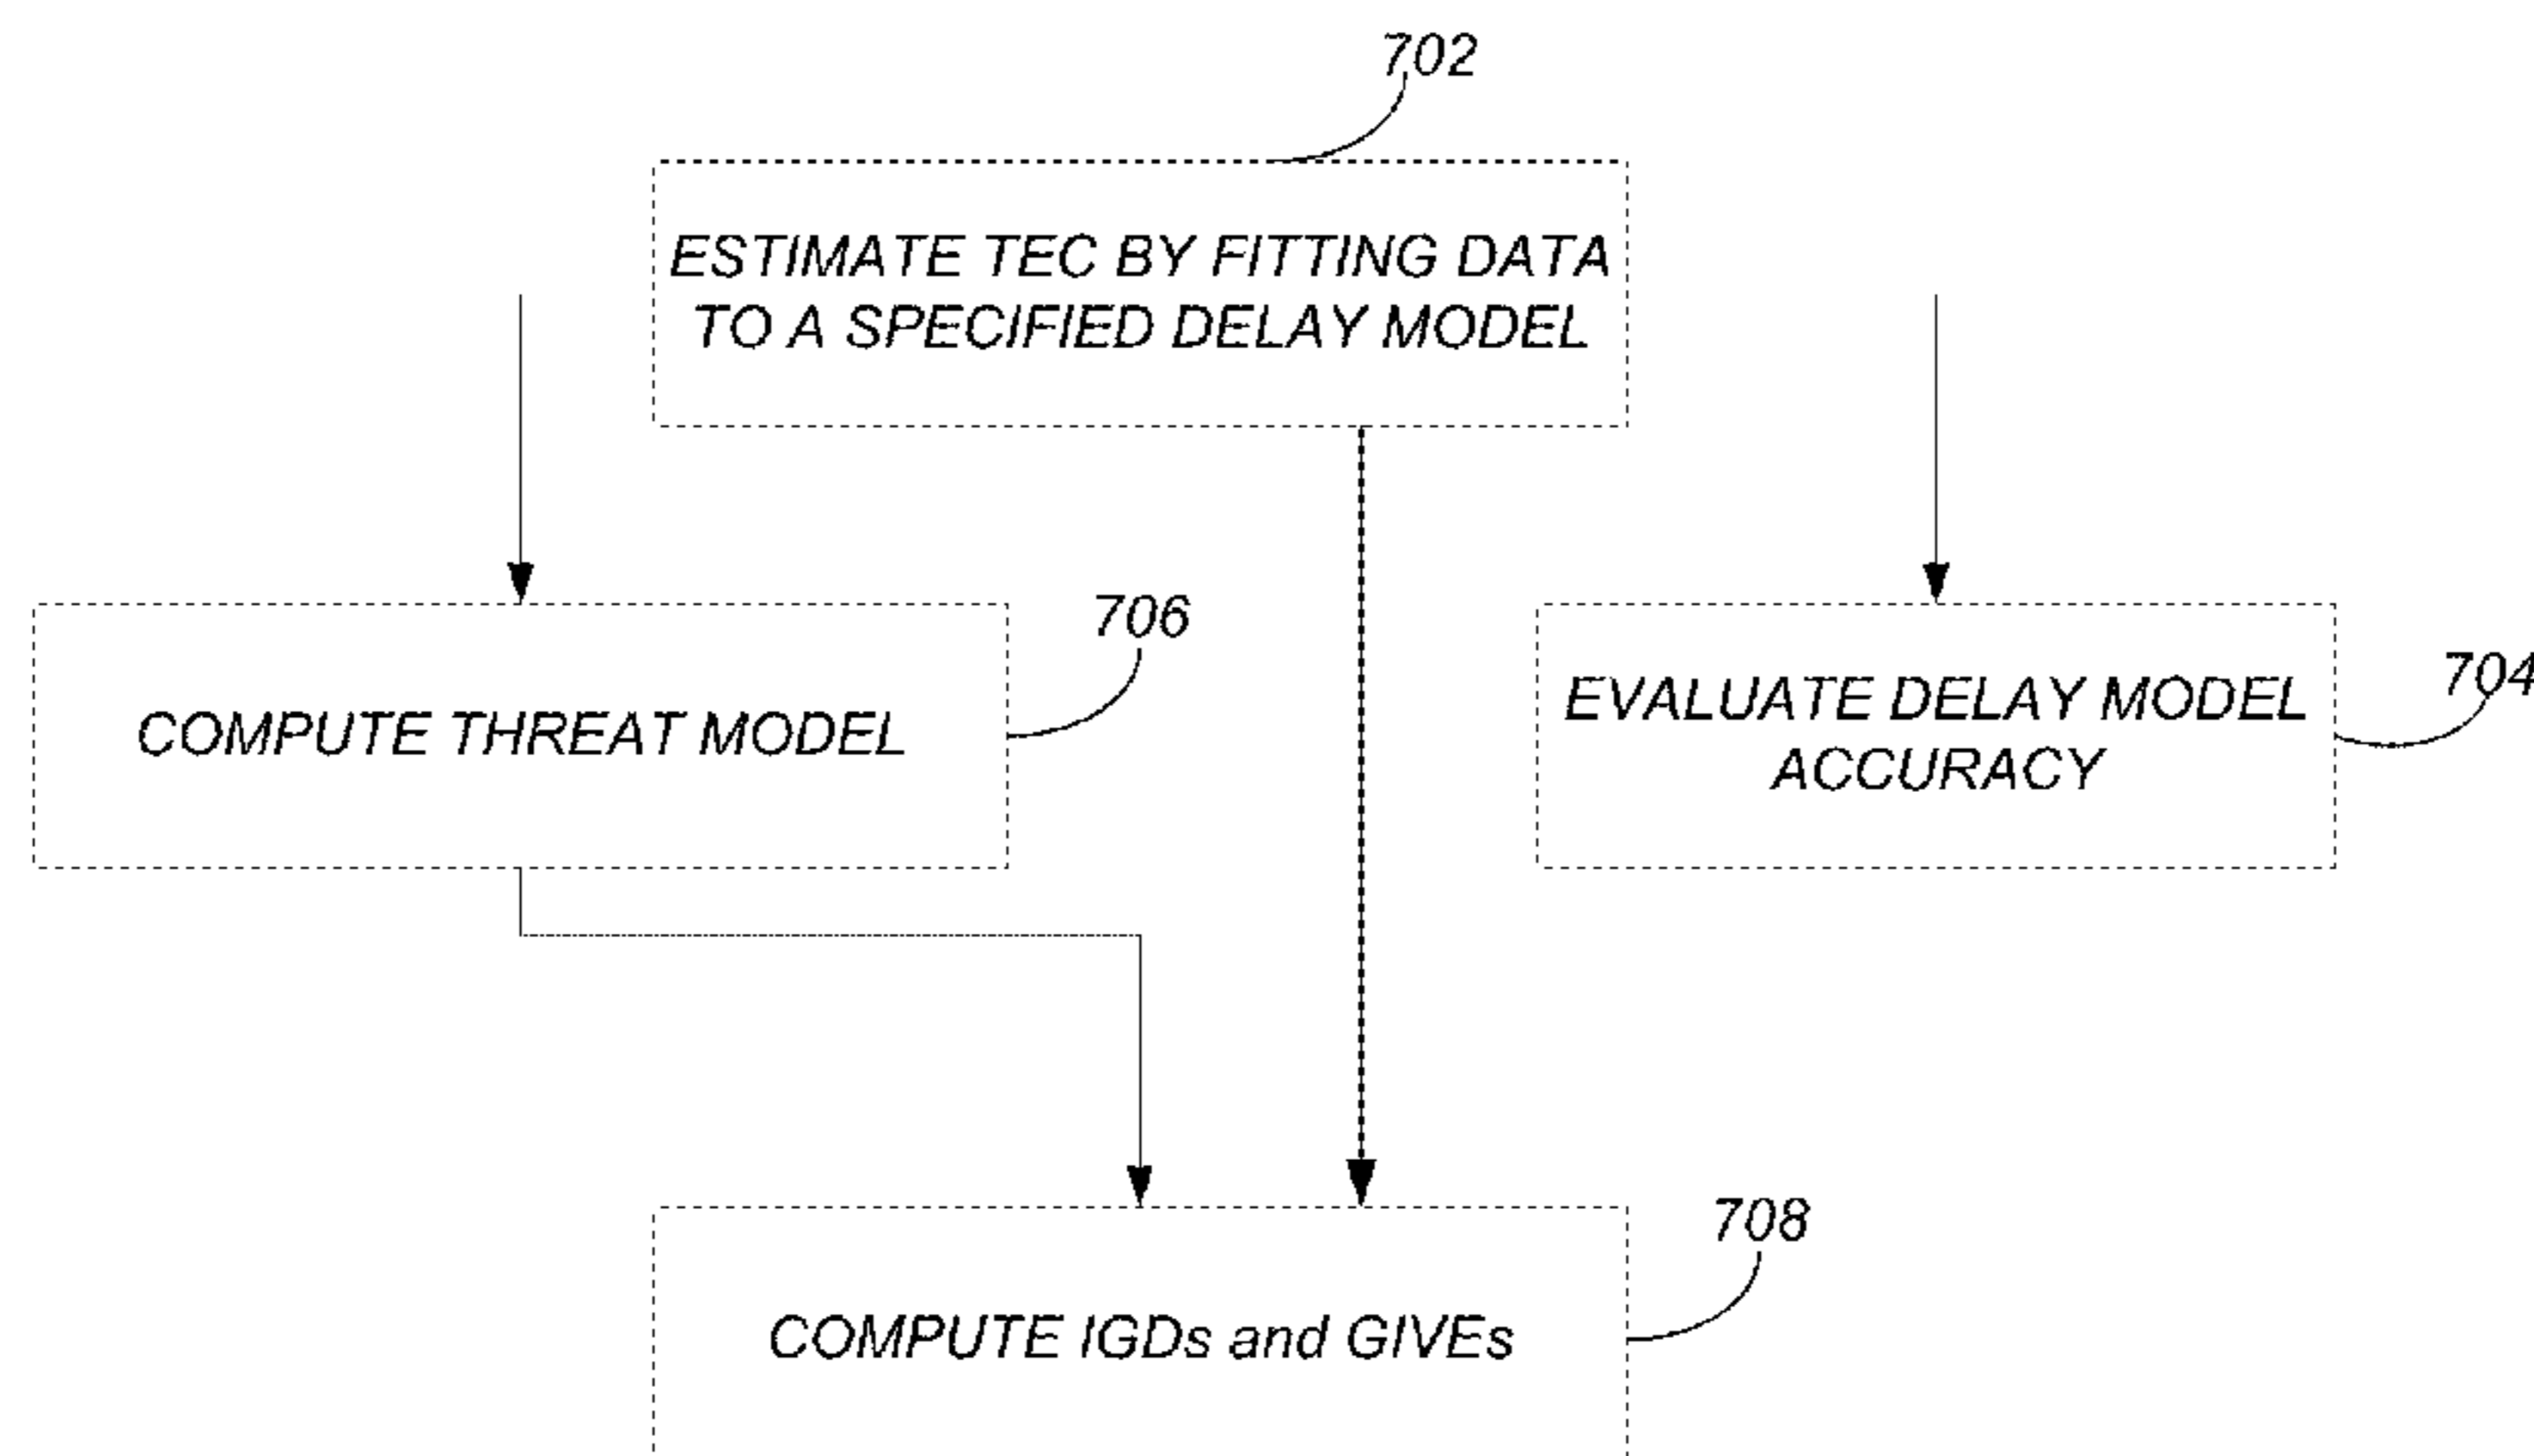 702
ESTIMATE TEC BY FITTING DATA
TO A SPECIFIED DELAY MODEL
706
COMPUTE THREAT MODEL
704
EVALUATE DELAY MODEL
ACCURACY
708
COMPUTE IGDs and GIVEs